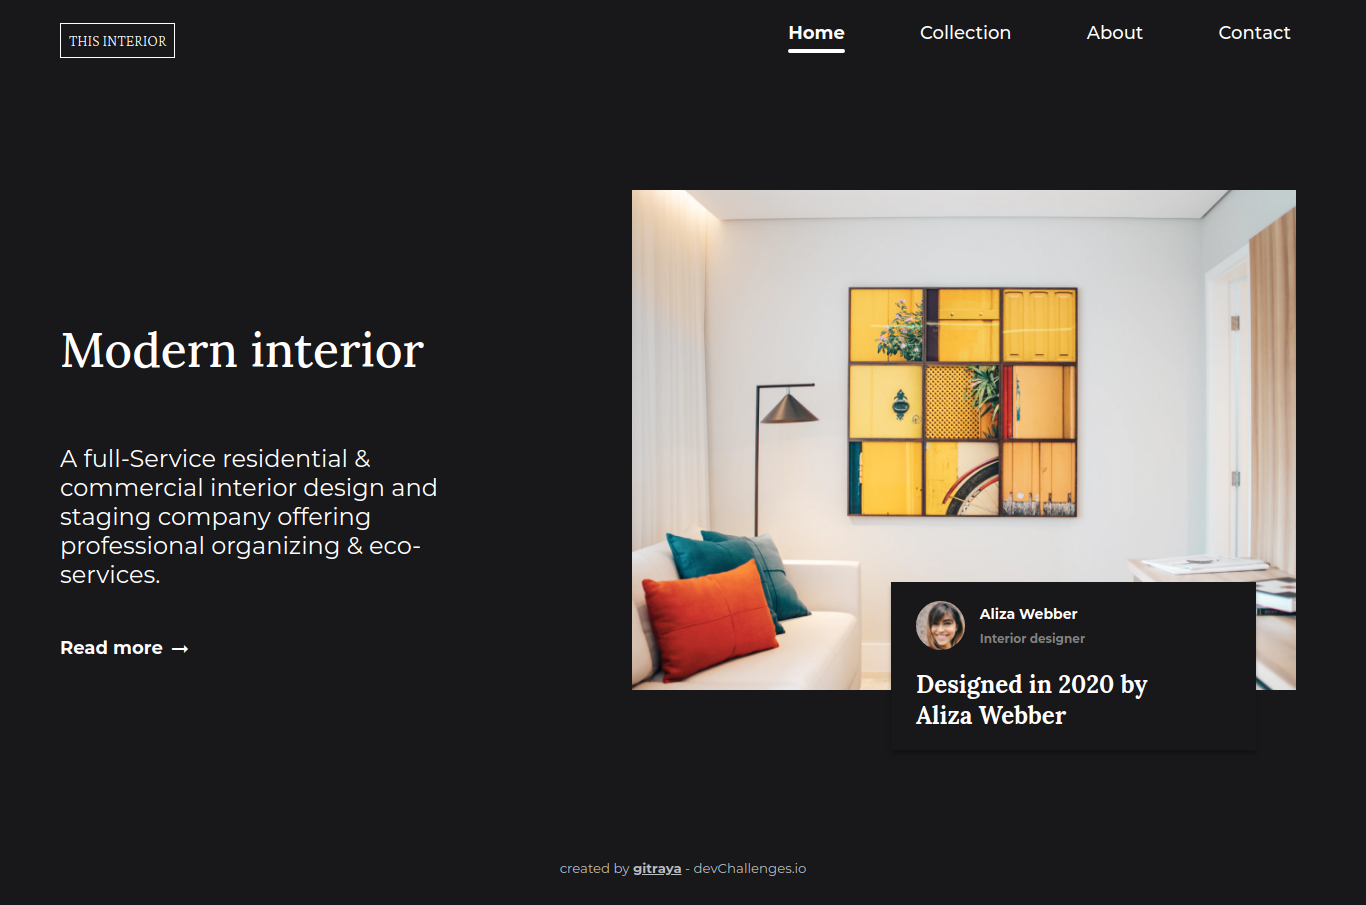 THIS INTERIOR
Home
Collection
About
Contact
Modern interior
A full-Service residential &
commercial interior design and
staging company offering
professional organizing & eco-
services.
Read more →
Aliza Webber
Interior designer
Designed in 2020 by
Aliza Webber
created by gitraya - devChallenges.io